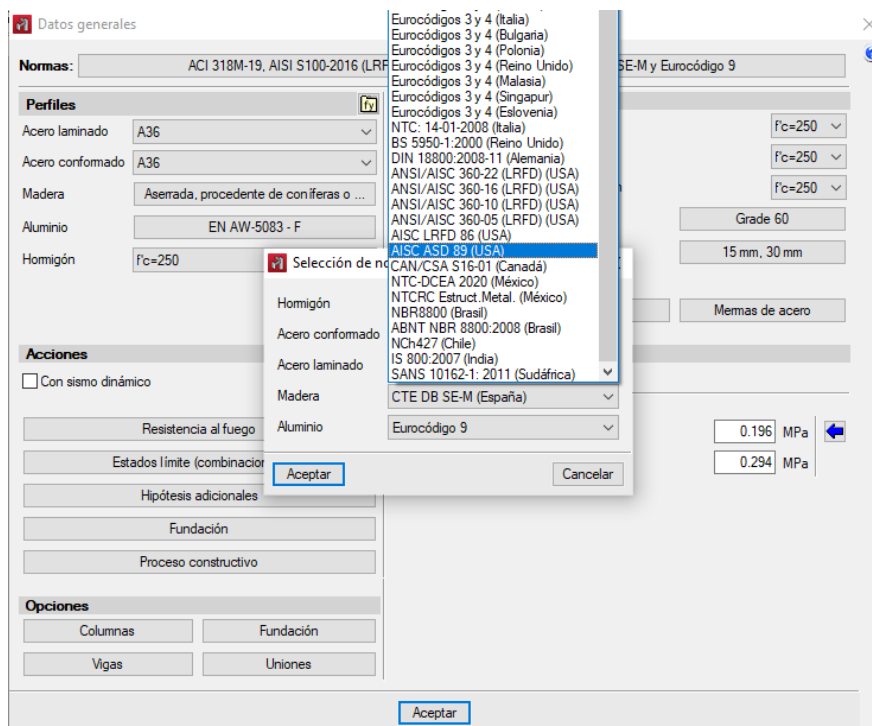 Datos generales
Normas:
ACI 318M-19, AISI S100-2016 (LRF
SE-M y Eurocódigo 9
Perfiles
fy
Acero laminado
A36
Acero conformado
A36
Madera
Aserrada, procedente de coníferas o ...
Aluminio
EN AW-5083 - F
Hormigón
f'c=250
f'c=250
f'c=250
f'c=250
Grade 60
15 mm, 30 mm
Mermas de acero
Eurocódigos 3 y 4 (Italia)
Eurocódigos 3 y 4 (Bulgaria)
Eurocódigos 3 y 4 (Polonia)
Eurocódigos 3 y 4 (Reino Unido)
Eurocódigos 3 y 4 (Malasia)
Eurocódigos 3 y 4 (Singapur)
Eurocódigos 3 y 4 (Eslovenia)
NTC: 14-01-2008 (Italia)
BS 5950-1:2000 (Reino Unido)
DIN 18800:2008-11 (Alemania)
ANSI/AISC 360-22 (LRFD) (USA)
ANSI/AISC 360-16 (LRFD) (USA)
ANSI/AISC 360-10 (LRFD) (USA)
ANSI/AISC 360-05 (LRFD) (USA)
AISC LRFD 86 (USA)
AISC ASD 89 (USA)
CAN/CSA S16-01 (Canadá)
NTC-DCEA 2020 (México)
NTCRC Estruct.Metal. (México)
NBR8800 (Brasil)
ABNT NBR 8800:2008 (Brasil)
NCh427 (Chile)
IS 800:2007 (India)
SANS 10162-1: 2011 (Sudáfrica)
Selección de no
Hormigón
Acero conformado
Acero laminado
Madera
CTE DB SE-M (España)
Aluminio
Eurocódigo 9
Aceptar
Cancelar
Acciones
Con sismo dinámico
Resistencia al fuego
Estados límite (combinacion
Hipótesis adicionales
Fundación
Proceso constructivo
0.196 MPa
0.294 MPa
Opciones
Columnas
Fundación
Vigas
Uniones
Aceptar